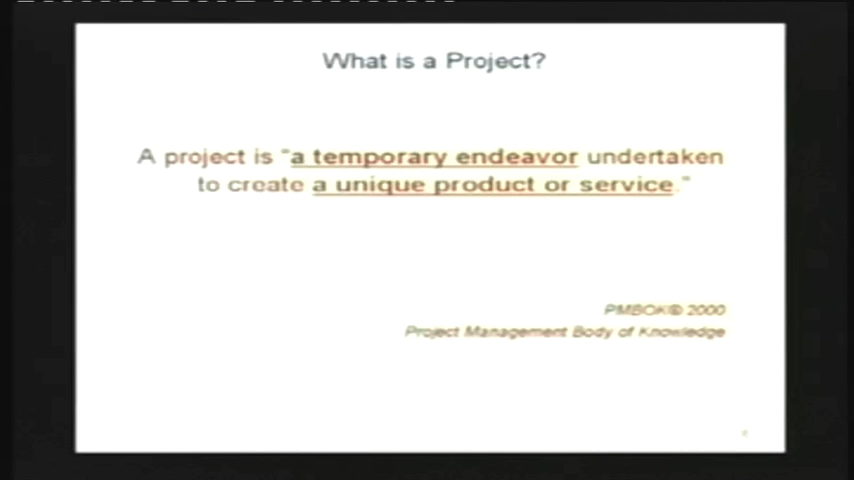 What is a Project?
A project is "a temporary endeavor undertaken
to create a unique product or service."
PMBOK® 2000
Project Management Body of Knowledge